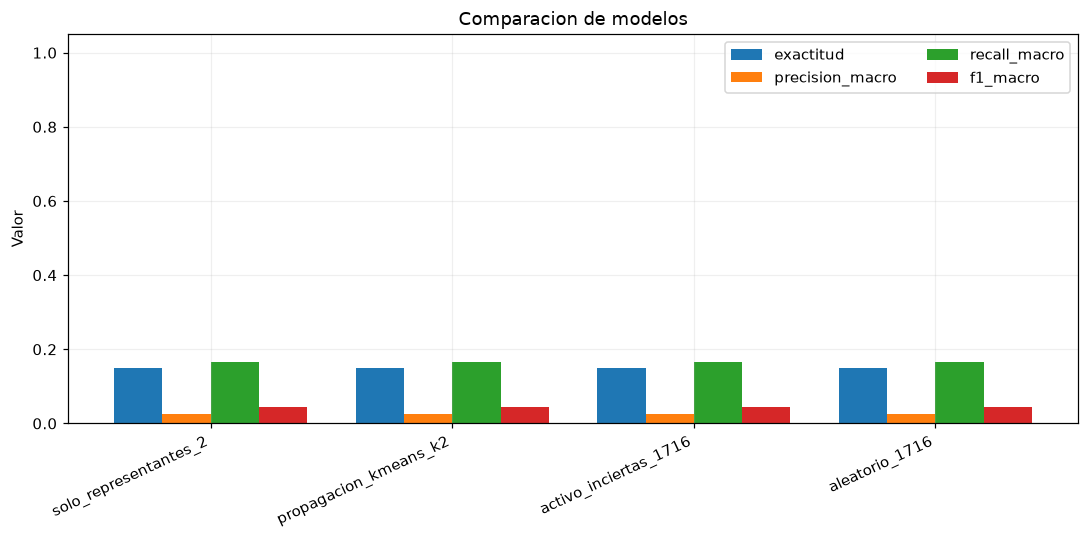 Comparacion de modelos
exactitud
precision_macro
recall_macro
f1_macro
Valor
1.0
0.8
0.6
0.4
0.2
0.0
solo_representantes_2
propagacion_kmeans_k2
activo_inciertas_1716
aleatorio_1716